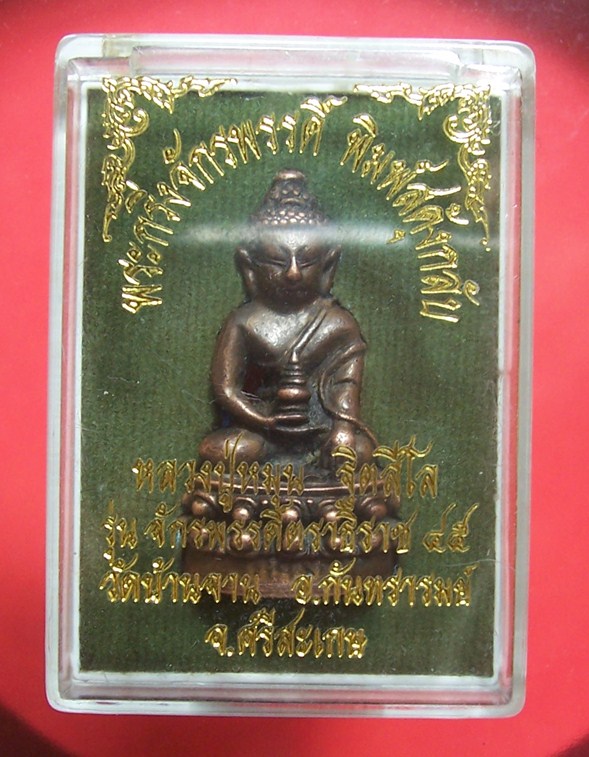 พระกริ่งจักรพรรดิ์ พิมพ์สดุ้งกลับ
หลวงปู่หมุน ฐิตสีโล
รุ่น จักรพรรดิ์ตราธิราช ๔๕
วัดบ้านจาน อ.กันทรารมย์
จ.ศรีสะเกษ